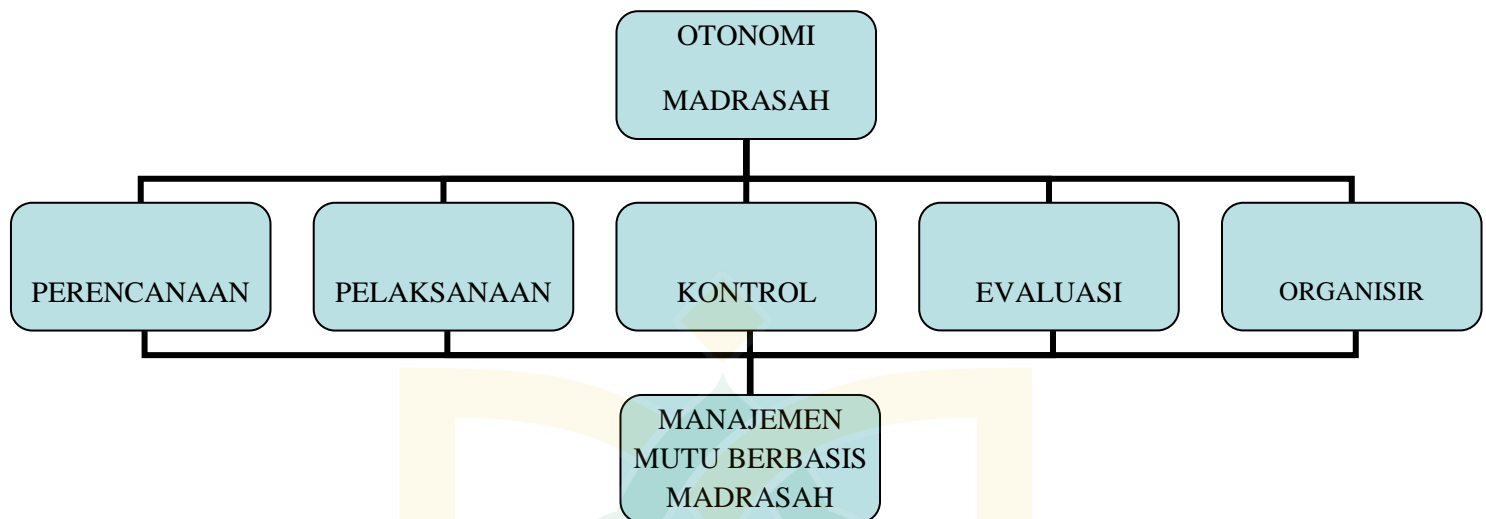 OTONOMI
MADRASAH
PERENCANAAN
PELAKSANAAN
KONTROL
EVALUASI
ORGANISIR
MANAJEMEN
MUTU BERBASIS
MADRASAH